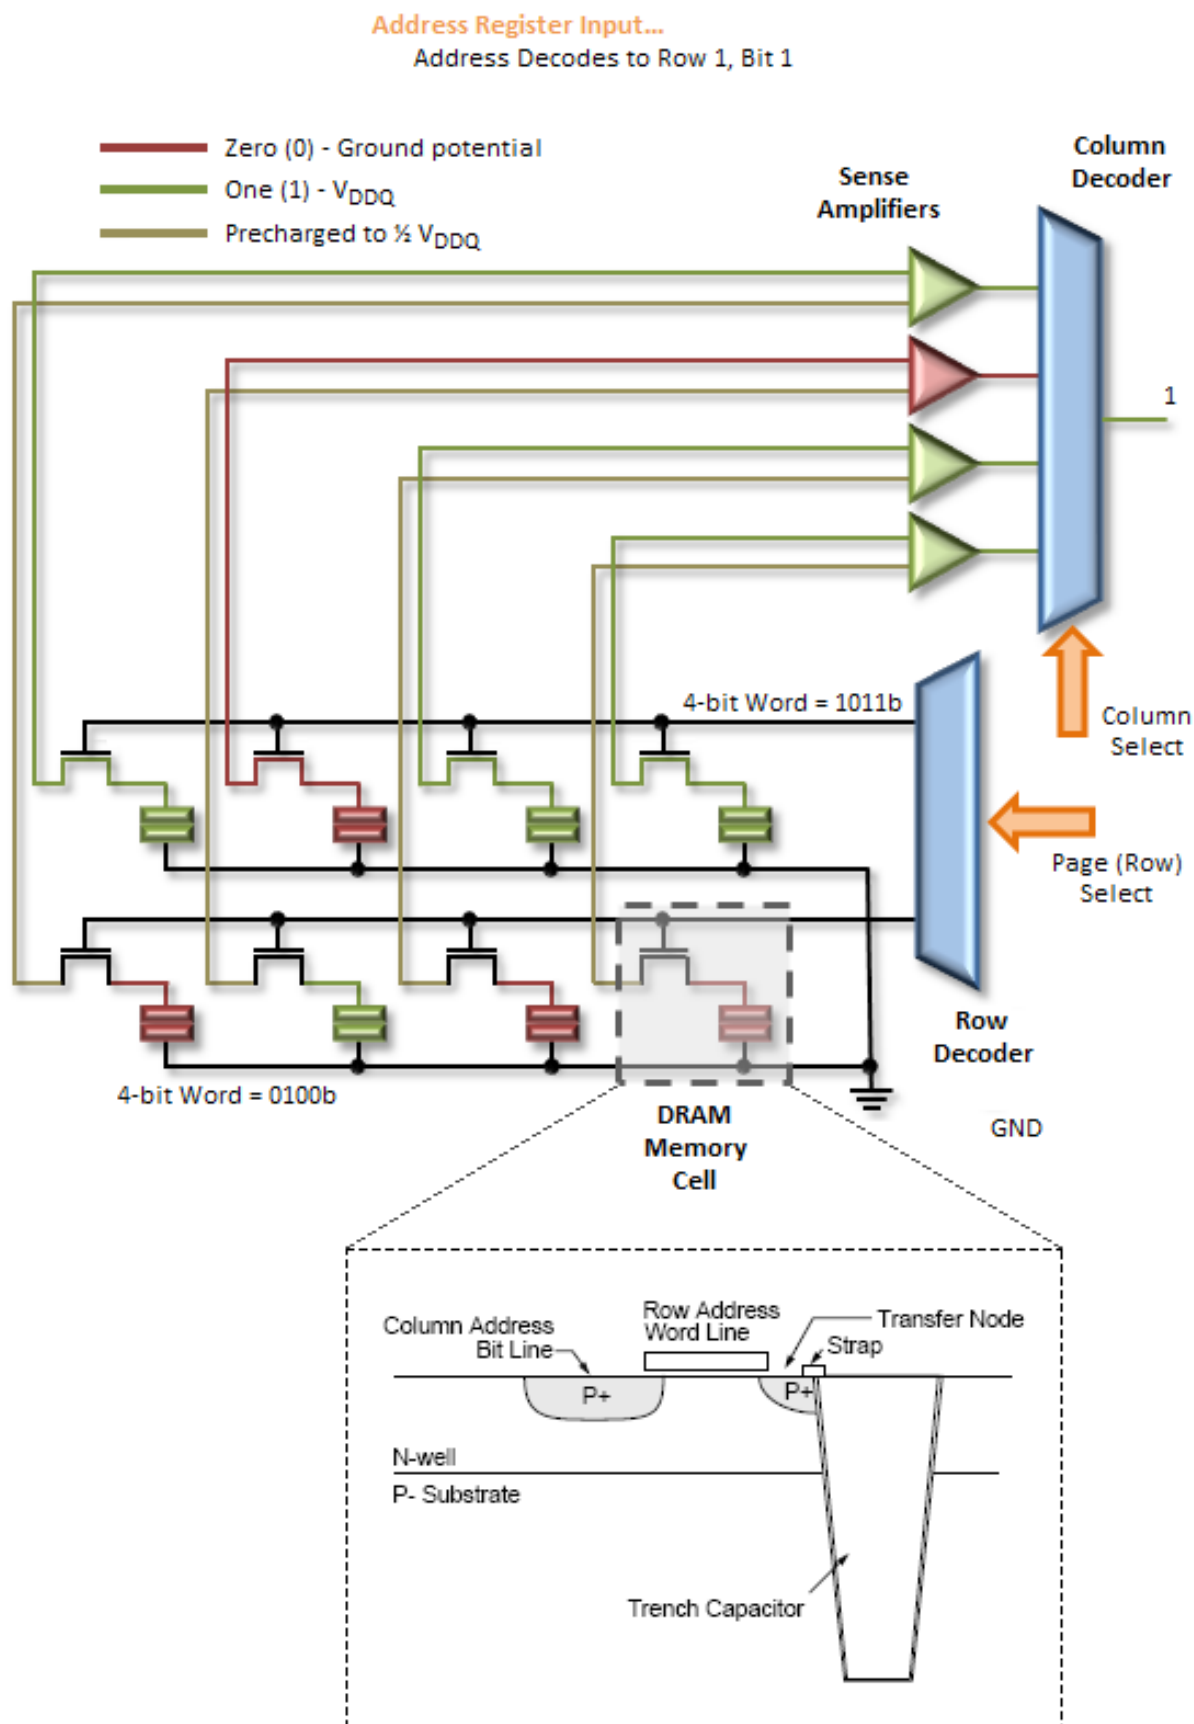 Address Register Input...
Address Decodes to Row 1, Bit 1
Zero (0) - Ground potential
One (1) - VDDQ
Precharged to ½ VDDQ
Sense
Amplifiers
Column
Decoder
1
4-bit Word = 1011b
Column
Select
Page (Row)
Select
Row
Decoder
4-bit Word = 0100b
GND
DRAM
Memory
Cell
Column Address
Bit Line
Row Address
Word Line
Transfer Node
Strap
P+
P+
N-well
P- Substrate
Trench Capacitor